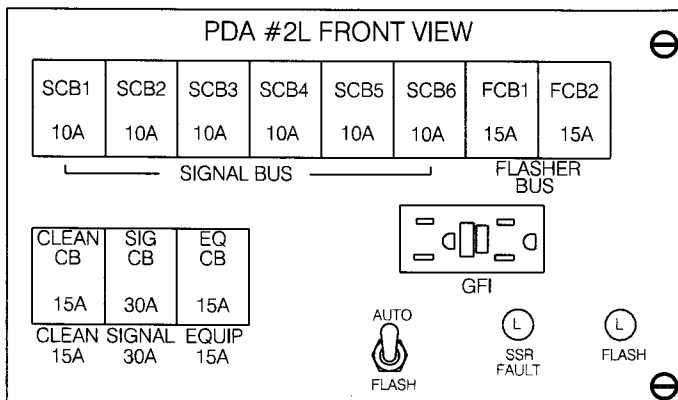 PDA #2L FRONT VIEW
SCB1 SCB2 SCB3 SCB4 SCB5 SCB6 FCB1 FCB2
10A 10A 10A 10A 10A 10A 15A 15A
SIGNAL BUS
FLASHER
BUS
CLEAN SIG EQ
CB CB CB
15A 30A 15A
CLEAN SIGNAL EQUIP
15A 30A 15A
GFI
AUTO
FLASH
L
SSR
FAULT
L
FLASH